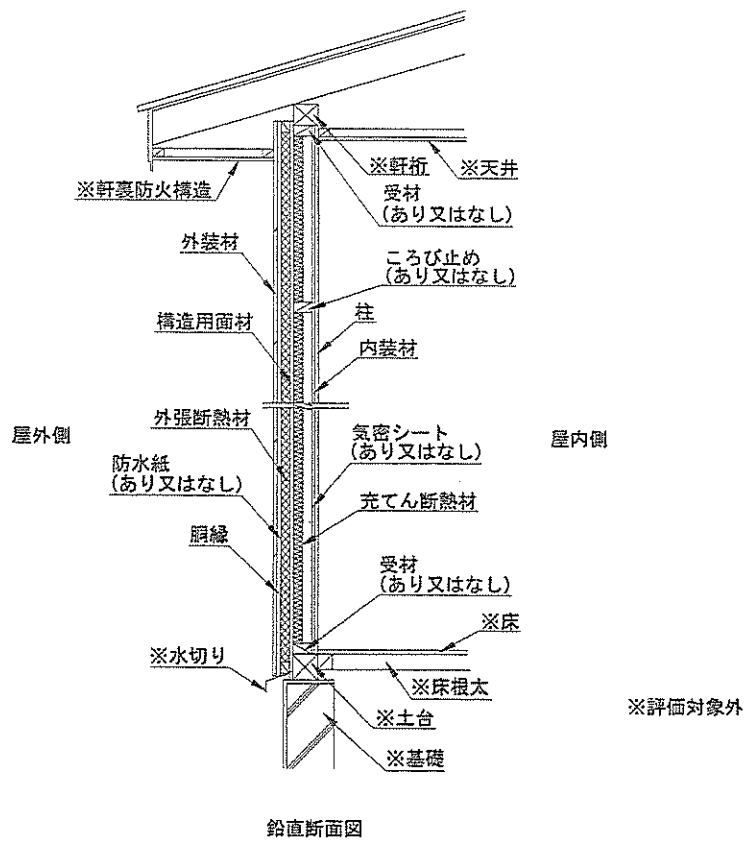 ※軒桁
※天井
※軒裏防火構造
受材
(あり又はなし)
外装材
ころび止め
(あり又はなし)
構造用面材
柱
内装材
屋外側
外張断熱材
気密シート
(あり又はなし)
屋内側
防水紙
(あり又はなし)
充てん断熱材
胴縁
受材
(あり又はなし)
※床
※水切り
※床根太
※土台
※評価対象外
※基礎
鉛直断面図